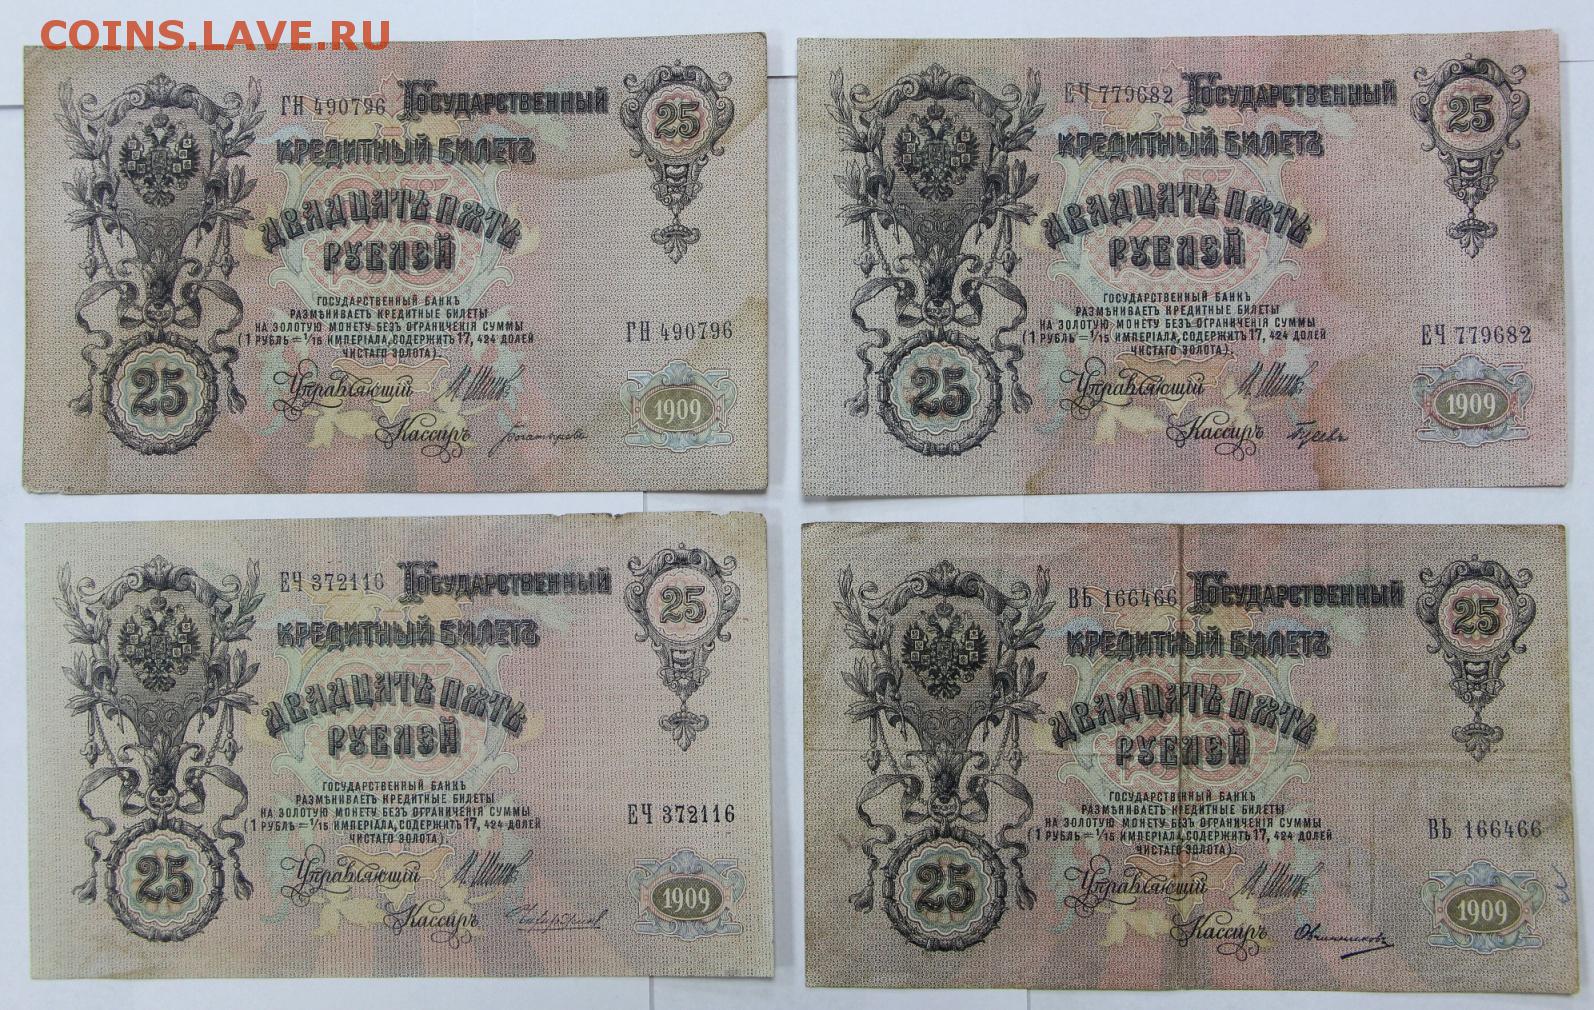 COINS.LAVE.RU
ГН 490796 Государственный
Кредитный Билетъ
25
Двадцать пять
рублей
Государственный банкъ
размѣниваетъ кредитные билеты
на золотую монету безъ ограниченія суммы
(1 рубль = 1/15 имперіала, содержитъ 17,424 долей
чистаго золота).
ГН 490796
25
Управляющий
Кассиръ
1909
ЕЧ 779682 Государственный
Кредитный Билетъ
25
Двадцать пять
рублей
Государственный банкъ
размѣниваетъ кредитные билеты
на золотую монету безъ ограниченія суммы
(1 рубль = 1/15 имперіала, содержитъ 17,424 долей
чистаго золота).
ЕЧ 779682
25
Управляющий
Кассиръ Гусевъ
1909
ЕЧ 372116 Государственный
Кредитный Билетъ
25
Двадцать пять
рублей
Государственный банкъ
размѣниваетъ кредитные билеты
на золотую монету безъ ограниченія суммы
(1 рубль = 1/15 имперіала, содержитъ 17,424 долей
чистаго золота).
ЕЧ 372116
25
Управляющий
Кассиръ
1909
ВЬ 166466 Государственный
Кредитный Билетъ
25
Двадцать пять
рублей
Государственный банкъ
размѣниваетъ кредитные билеты
на золотую монету безъ ограниченія суммы
(1 рубль = 1/15 имперіала, содержитъ 17,424 долей
чистаго золота).
ВЬ 166466
25
Управляющий
Кассиръ Овчинниковъ
1909